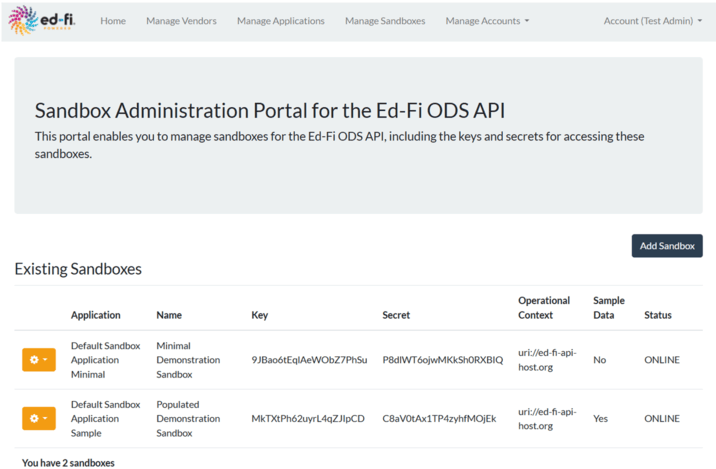 ed-fi. Home Manage Vendors Manage Applications Manage Sandboxes Manage Accounts Account (Test Admin)
POWERED
Sandbox Administration Portal for the Ed-Fi ODS API
This portal enables you to manage sandboxes for the Ed-Fi ODS API, including the keys and secrets for accessing these
sandboxes.
Add Sandbox
Existing Sandboxes
Application Name Key Secret Operational Context Sample Data Status
Default Sandbox Application Minimal Minimal Demonstration Sandbox 9JBao6tEqlAeWObZ7PhSu P8dIWT6ojwMKkSh0RXBIQ uri://ed-fi-api-host.org No ONLINE
Default Sandbox Application Sample Populated Demonstration Sandbox MkTXtPh62uyrL4qZJIpCD C8aV0tAx1TP4zyhfMOjEk uri://ed-fi-api-host.org Yes ONLINE
You have 2 sandboxes